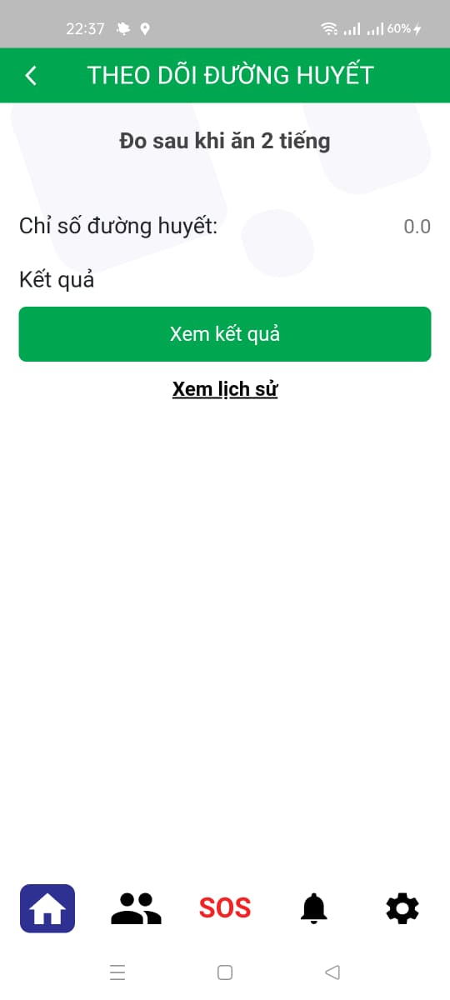 22:37
60%
THEO DÕI ĐƯỜNG HUYẾT
Đo sau khi ăn 2 tiếng
Chỉ số đường huyết:
0.0
Kết quả
Xem kết quả
Xem lịch sử
SOS